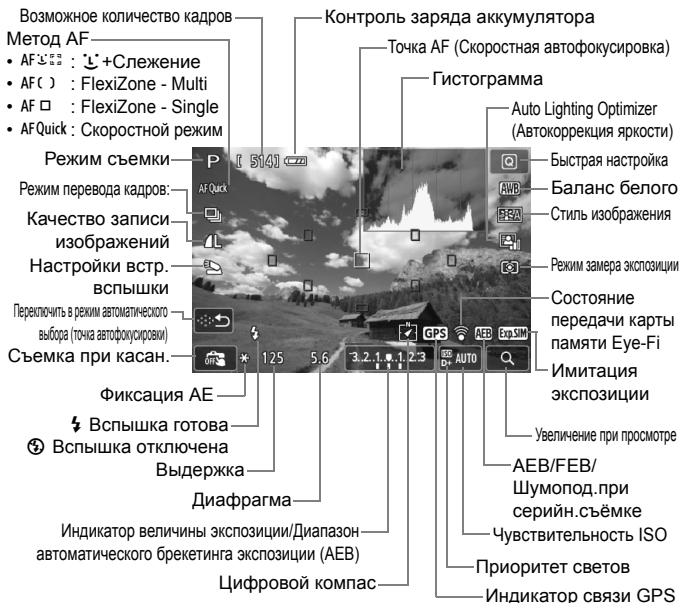 Возможное количество кадров
Контроль заряда аккумулятора
Метод AF
Точка AF (Скоростная автофокусировка)
• AF : +Слежение
• AF( ) : FlexiZone - Multi
• AF □ : FlexiZone - Single
• AFQuick : Скоростной режим
Гистограмма
Auto Lighting Optimizer
(Автокоррекция яркости)
Режим съемки
P [ 514]
Q
Быстрая настройка
Режим перевода кадров:
AF Quick
AWB
Баланс белого
Стиль изображения
Качество записи
изображений
L
Настройки встр.
вспышки
Режим замера экспозиции
Переключить в режим автоматического
выбора (точка автофокусировки)
Состояние
передачи карты
памяти Eye-Fi
N GPS AEB Exp.SIM
Съемка при касан.
* 125 5.6 3..2..1..▼..1..2..3 ISO D+ AUTO
Имитация
экспозиции
Фиксация AE
Вспышка готова
Вспышка отключена
Увеличение при просмотре
Выдержка
AEB/FEB/
Шумопод.при
серийн.съёмке
Диафрагма
Индикатор величины экспозиции/Диапазон
автоматического брекетинга экспозиции (AEB)
Чувствительность ISO
Приоритет светов
Цифровой компас
Индикатор связи GPS